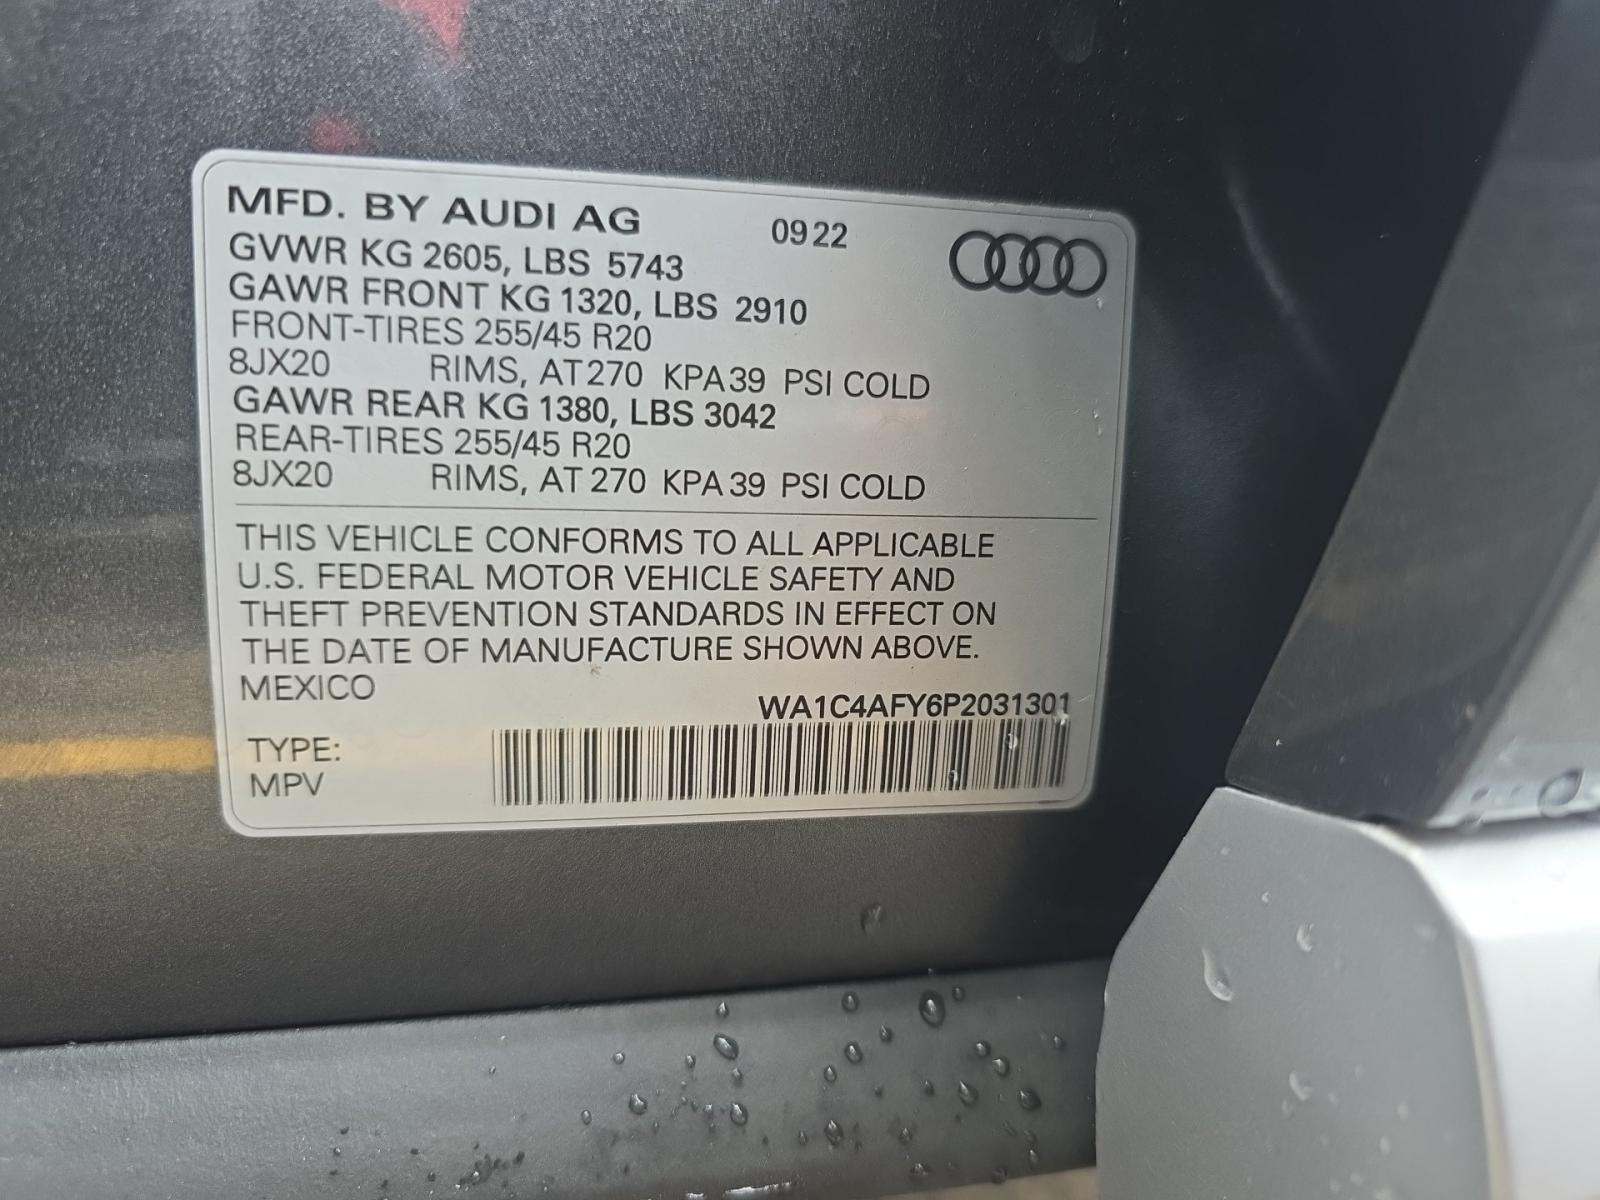 MFD. BY AUDI AG 0922
GVWR KG 2605, LBS 5743
GAWR FRONT KG 1320, LBS 2910
FRONT-TIRES 255/45 R20
8JX20 RIMS, AT 270 KPA 39 PSI COLD
GAWR REAR KG 1380, LBS 3042
REAR-TIRES 255/45 R20
8JX20 RIMS, AT 270 KPA 39 PSI COLD
THIS VEHICLE CONFORMS TO ALL APPLICABLE
U.S. FEDERAL MOTOR VEHICLE SAFETY AND
THEFT PREVENTION STANDARDS IN EFFECT ON
THE DATE OF MANUFACTURE SHOWN ABOVE.
MEXICO
WA1C4AFY6P2031301
TYPE:
MPV